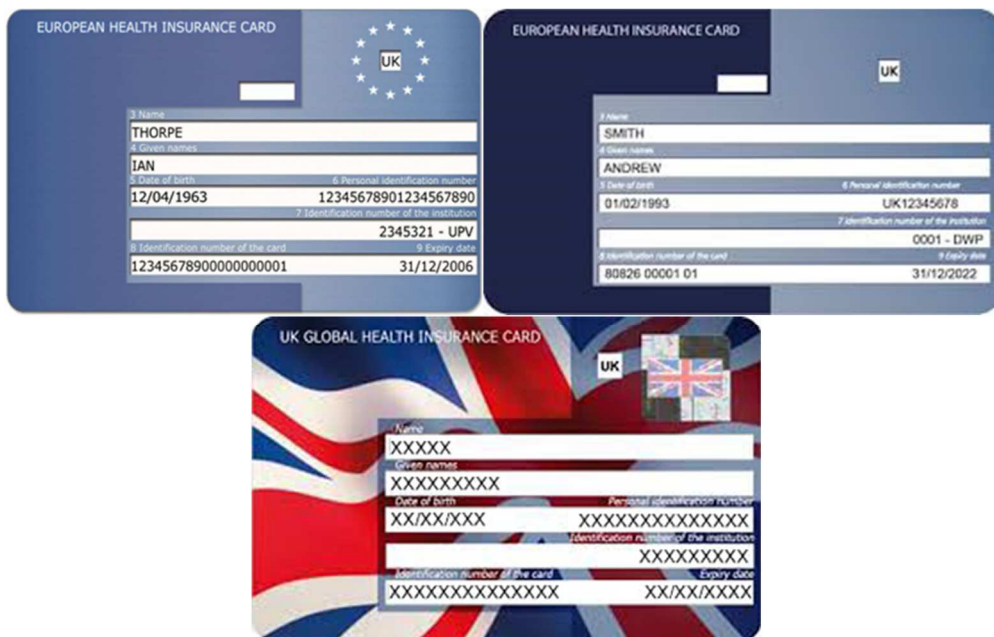 EUROPEAN HEALTH INSURANCE CARD
UK
3 Name
THORPE
4 Given names
IAN
5 Date of birth 6 Personal identification number
12/04/1963 12345678901234567890
7 Identification number of the institution
2345321 - UPV
8 Identification number of the card 9 Expiry date
12345678900000000001 31/12/2006
EUROPEAN HEALTH INSURANCE CARD
UK
3 Name
SMITH
4 Given names
ANDREW
5 Date of birth 6 Personal identification number
01/02/1993 UK12345678
7 Identification number of the institution
0001 - DWP
8 Identification number of the card 9 Expiry date
80826 00001 01 31/12/2022
UK GLOBAL HEALTH INSURANCE CARD
UK
Name
XXXXX
Given names
XXXXXXXXX
Date of birth Personal identification number
XX/XX/XXX XXXXXXXXXXXXXX
Identification number of the institution
XXXXXXXXX
Identification number of the card Expiry date
XXXXXXXXXXXXXX XX/XX/XXXX